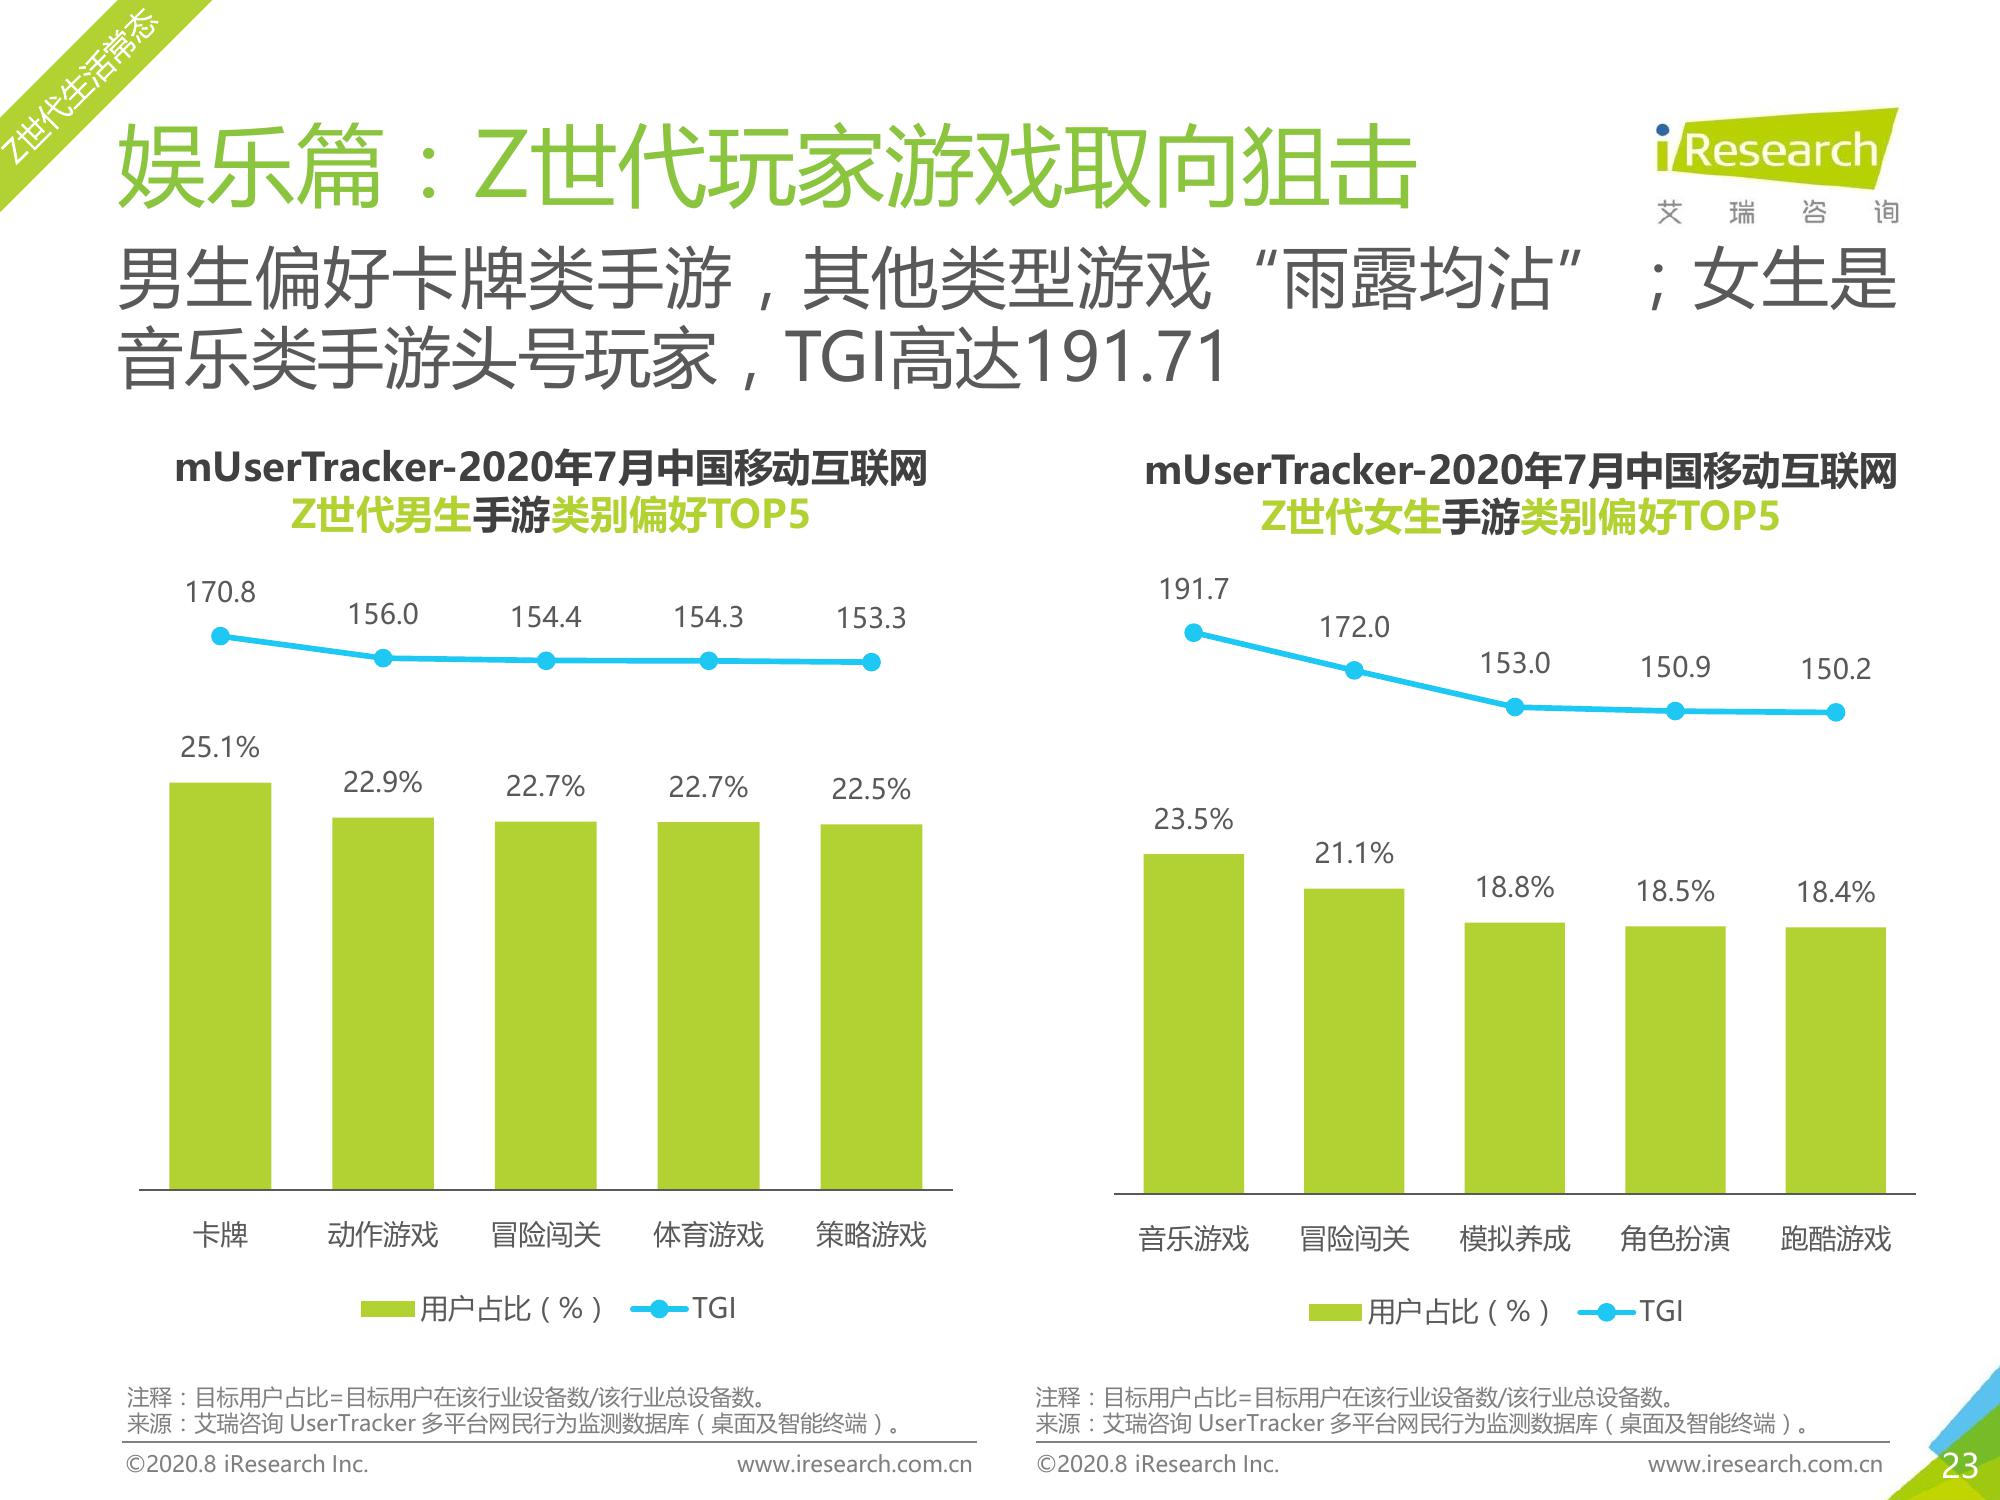 Z世代生活常态
娱乐篇：Z世代玩家游戏取向狙击
iResearch
艾瑞咨询
男生偏好卡牌类手游，其他类型游戏“雨露均沾”；女生是
音乐类手游头号玩家，TGI高达191.71
mUserTracker-2020年7月中国移动互联网
Z世代男生手游类别偏好TOP5
170.8
156.0
154.4
154.3
153.3
25.1%
22.9%
22.7%
22.7%
22.5%
卡牌
动作游戏
冒险闯关
体育游戏
策略游戏
用户占比（%） TGI
注释：目标用户占比=目标用户在该行业设备数/该行业总设备数。
来源：艾瑞咨询 UserTracker 多平台网民行为监测数据库（桌面及智能终端）。
©2020.8 iResearch Inc. www.iresearch.com.cn
mUserTracker-2020年7月中国移动互联网
Z世代女生手游类别偏好TOP5
191.7
172.0
153.0
150.9
150.2
23.5%
21.1%
18.8%
18.5%
18.4%
音乐游戏
冒险闯关
模拟养成
角色扮演
跑酷游戏
用户占比（%） TGI
注释：目标用户占比=目标用户在该行业设备数/该行业总设备数。
来源：艾瑞咨询 UserTracker 多平台网民行为监测数据库（桌面及智能终端）。
©2020.8 iResearch Inc. www.iresearch.com.cn
23